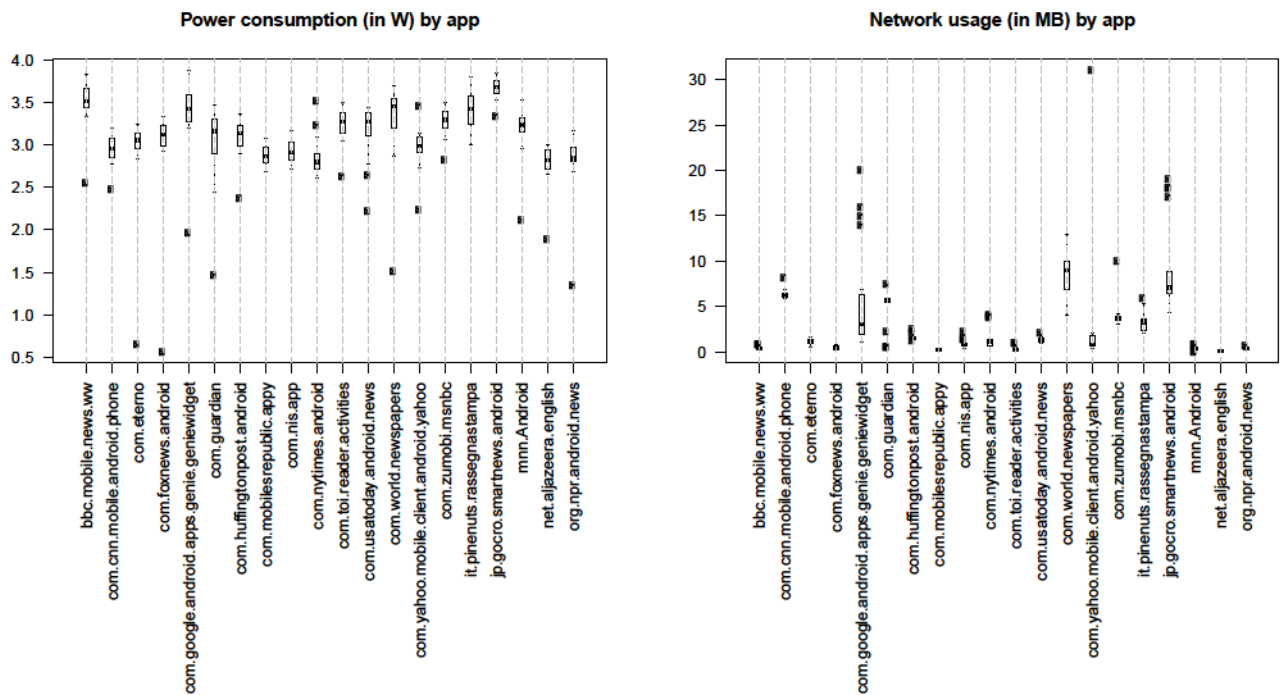 Power consumption (in W) by app
4.0
3.5
3.0
2.5
2.0
1.5
1.0
0.5
bbc.mobile.news.ww
com.cnn.mobile.android.phone
com.eterno
com.foxnews.android
com.google.android.apps.genie.geniewidget
com.guardian
com.huffingtonpost.android
com.mobilesrepublic.appy
com.nis.app
com.nytimes.android
com.toi.reader.activities
com.usatoday.android.news
com.world.newspapers
com.yahoo.mobile.client.android.yahoo
com.zumobi.msnbc
it.pinenuts.rassegnastampa
jp.gocro.smartnews.android
mnn.Android
net.aljazeera.english
org.npr.android.news
Network usage (in MB) by app
30
25
20
15
10
5
0
bbc.mobile.news.ww
com.cnn.mobile.android.phone
com.eterno
com.foxnews.android
com.google.android.apps.genie.geniewidget
com.guardian
com.huffingtonpost.android
com.mobilesrepublic.appy
com.nis.app
com.nytimes.android
com.toi.reader.activities
com.usatoday.android.news
com.world.newspapers
com.yahoo.mobile.client.android.yahoo
com.zumobi.msnbc
it.pinenuts.rassegnastampa
jp.gocro.smartnews.android
mnn.Android
net.aljazeera.english
org.npr.android.news